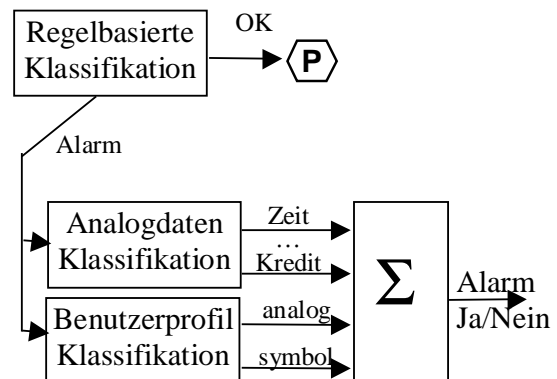 Regelbasierte
Klassifikation
OK
P
Alarm
Analogdaten
Klassifikation
Zeit
...
Kredit
Benutzerprofil
Klassifikation
analog
symbol
Σ
Alarm
Ja/Nein